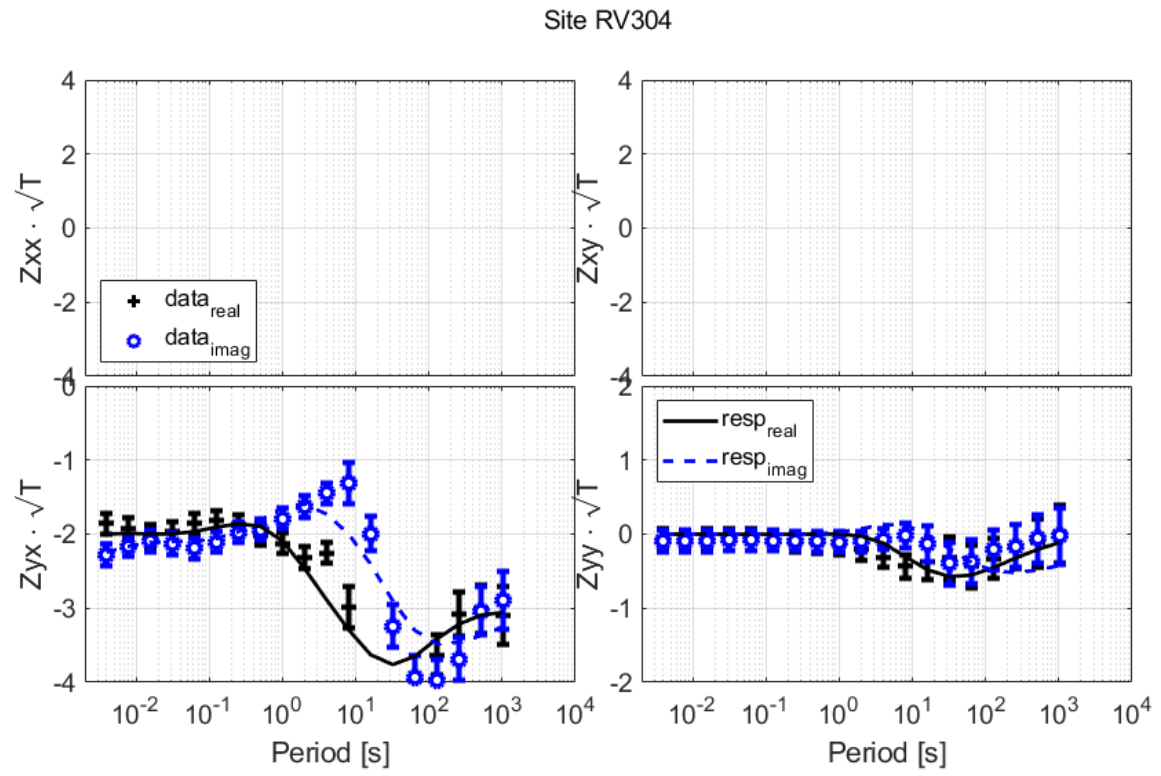 Site RV304
Zxx · √T
4
2
0
-2
-4
data_real
data_imag
Zxy · √T
4
2
0
-2
-4
Zyx · √T
0
-1
-2
-3
-4
10^-2 10^-1 10^0 10^1 10^2 10^3 10^4
Period [s]
Zyy · √T
2
1
0
-1
-2
resp_real
resp_imag
10^-2 10^-1 10^0 10^1 10^2 10^3 10^4
Period [s]